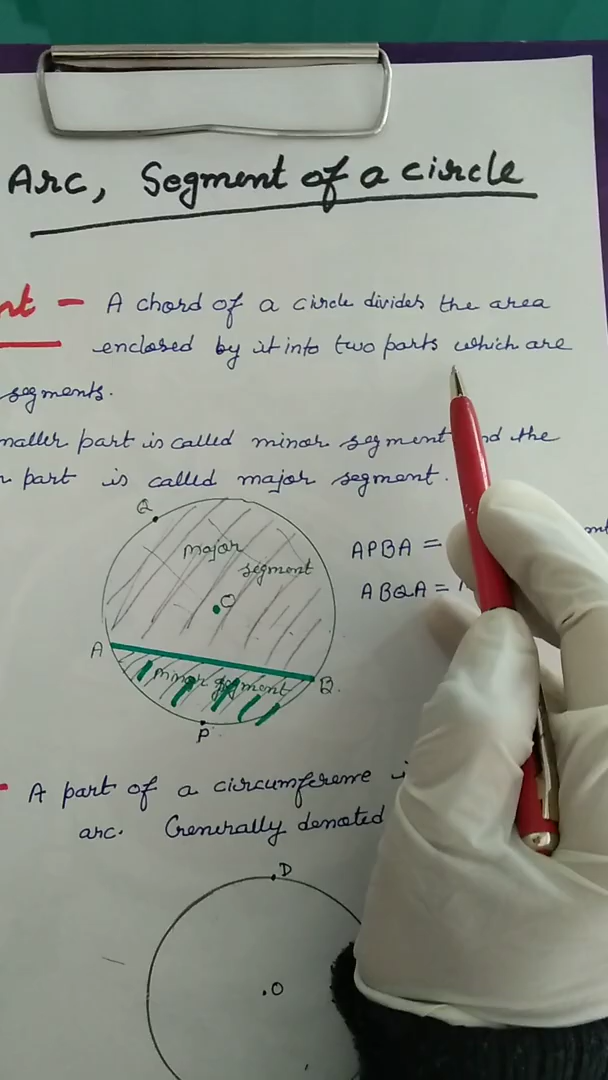 Arc, Segment of a circle
nt - A chord of a circle divides the area
enclosed by it into two parts which are
segments.
maller part is called minor segment nd the
part is called major segment.
Q
major
segment
O
A
minor segment
B.
P
APBA =
ABQA =
- A part of a circumference
arc. Generally denoted
D
.O